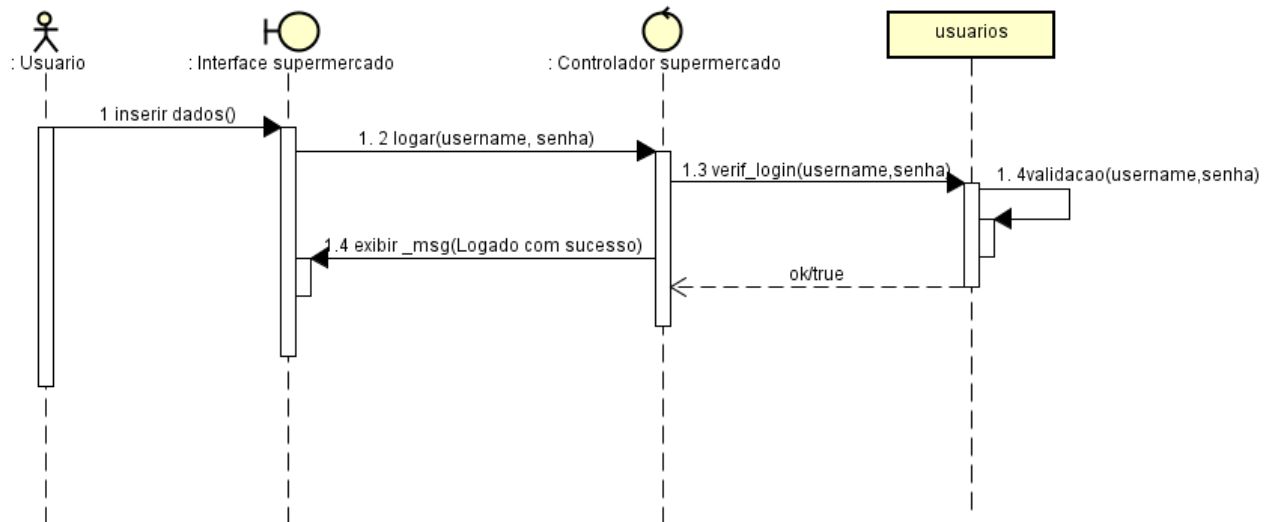 usuarios
: Usuario
: Interface supermercado
: Controlador supermercado
1 inserir dados()
1. 2 logar(username, senha)
1.3 verif_login(username,senha)
1. 4validacao(username,senha)
1.4 exibir _msg(Logado com sucesso)
ok/true